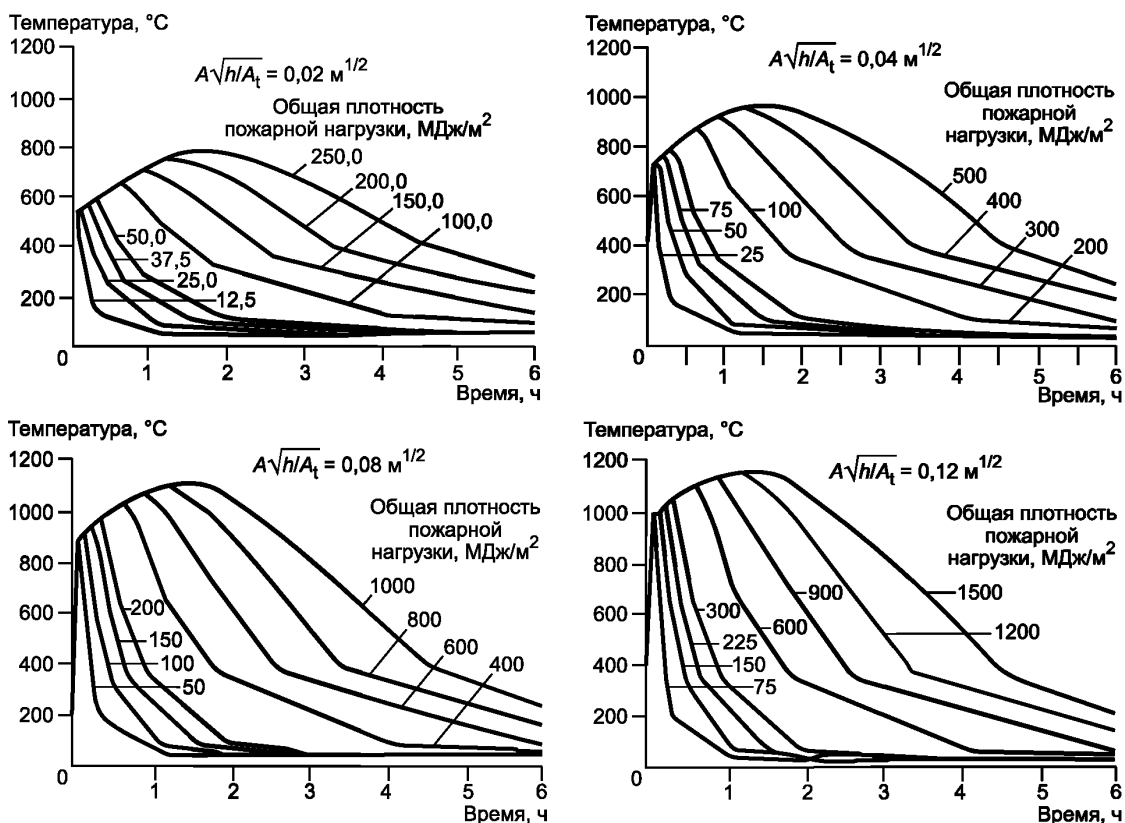 Температура, °C
1200
1000
800
600
400
200
0
A√h/At = 0,02 м1/2
Общая плотность
пожарной нагрузки, МДж/м2
250,0
200,0
150,0
100,0
50,0
37,5
25,0
12,5
1 2 3 4 5 6
Время, ч
Температура, °C
1200
1000
800
600
400
200
0
A√h/At = 0,04 м1/2
Общая плотность
пожарной
нагрузки, МДж/м2
500
400
300
200
75
100
50
25
1 2 3 4 5 6
Время, ч
Температура, °C
1200
1000
800
600
400
200
0
A√h/At = 0,08 м1/2
Общая плотность
пожарной
нагрузки, МДж/м2
1000
800
600
400
200
150
100
50
1 2 3 4 5 6
Время, ч
Температура, °C
1200
1000
800
600
400
200
0
A√h/At = 0,12 м1/2
Общая плотность
пожарной
нагрузки, МДж/м2
900
1500
1200
300
600
225
150
75
1 2 3 4 5 6
Время, ч